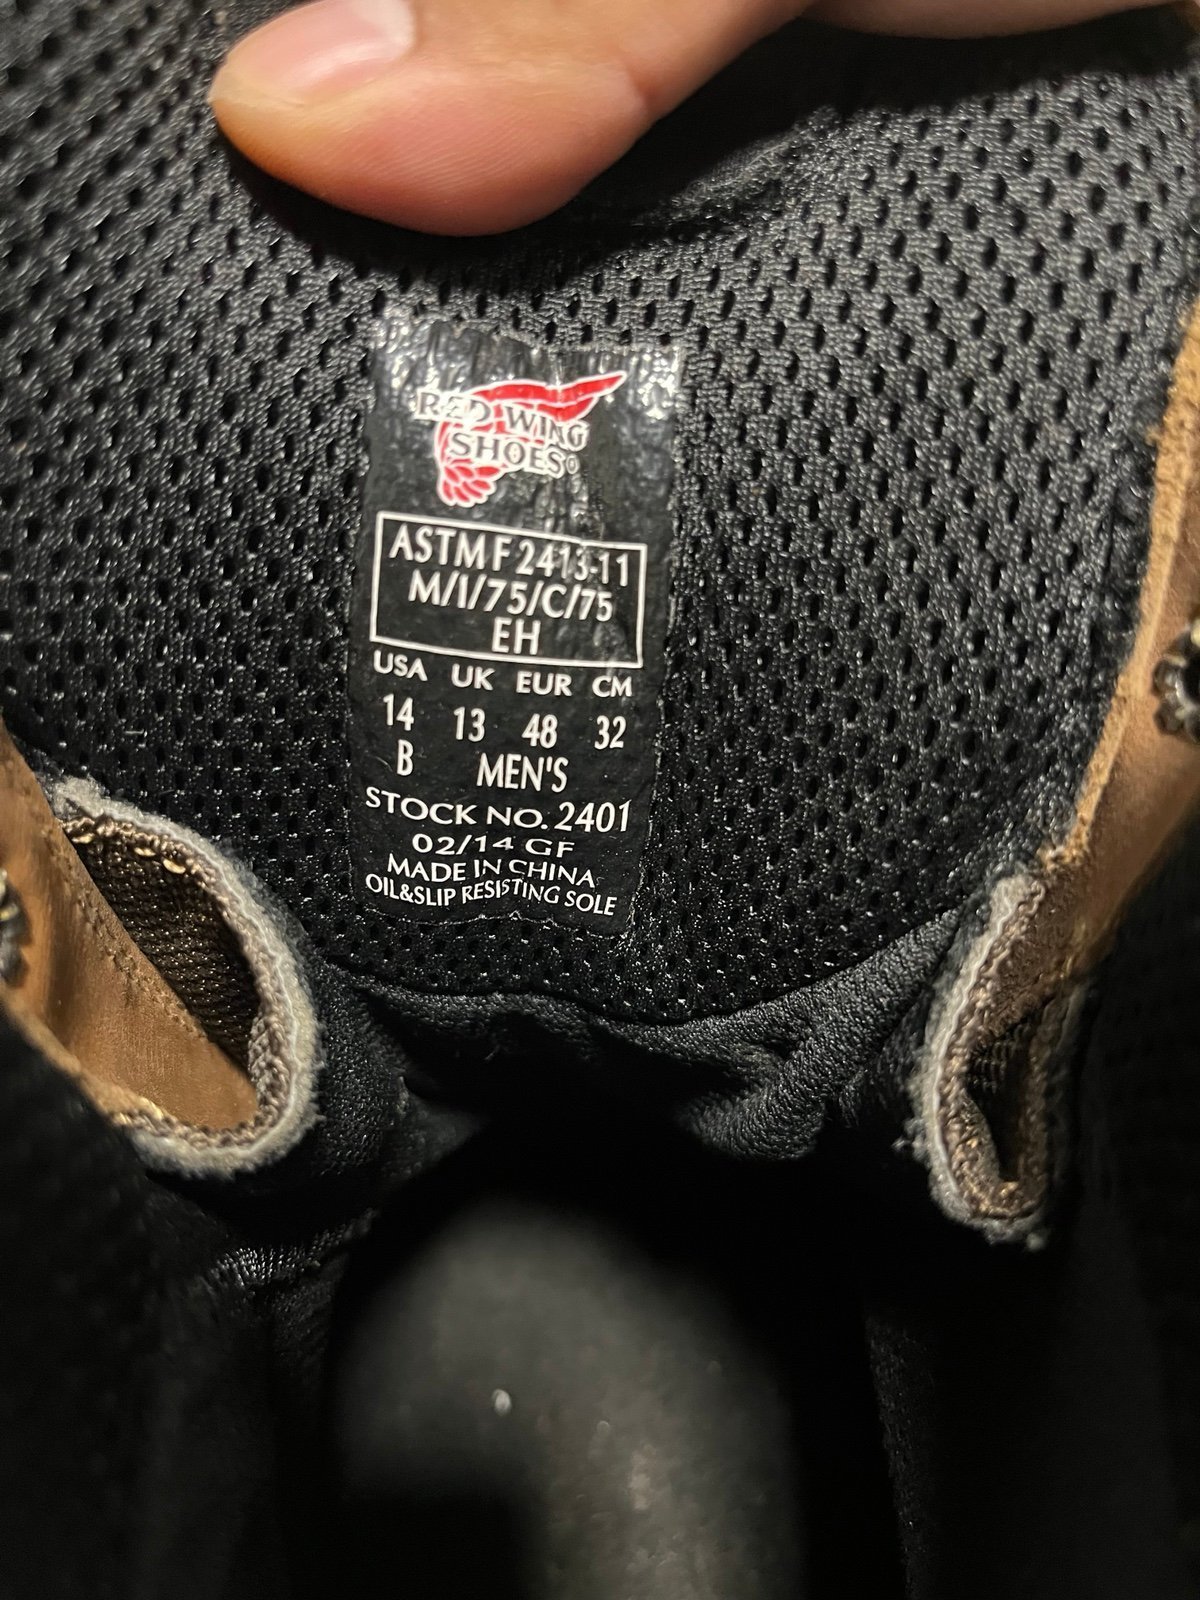 RED WING
SHOES®
ASTM F 2413-11
M/I/75/C/75
EH
USA UK EUR CM
14 13 48 32
B MEN'S
STOCK NO. 2401
02/14 GF
MADE IN CHINA
OIL&SLIP RESISTING SOLE